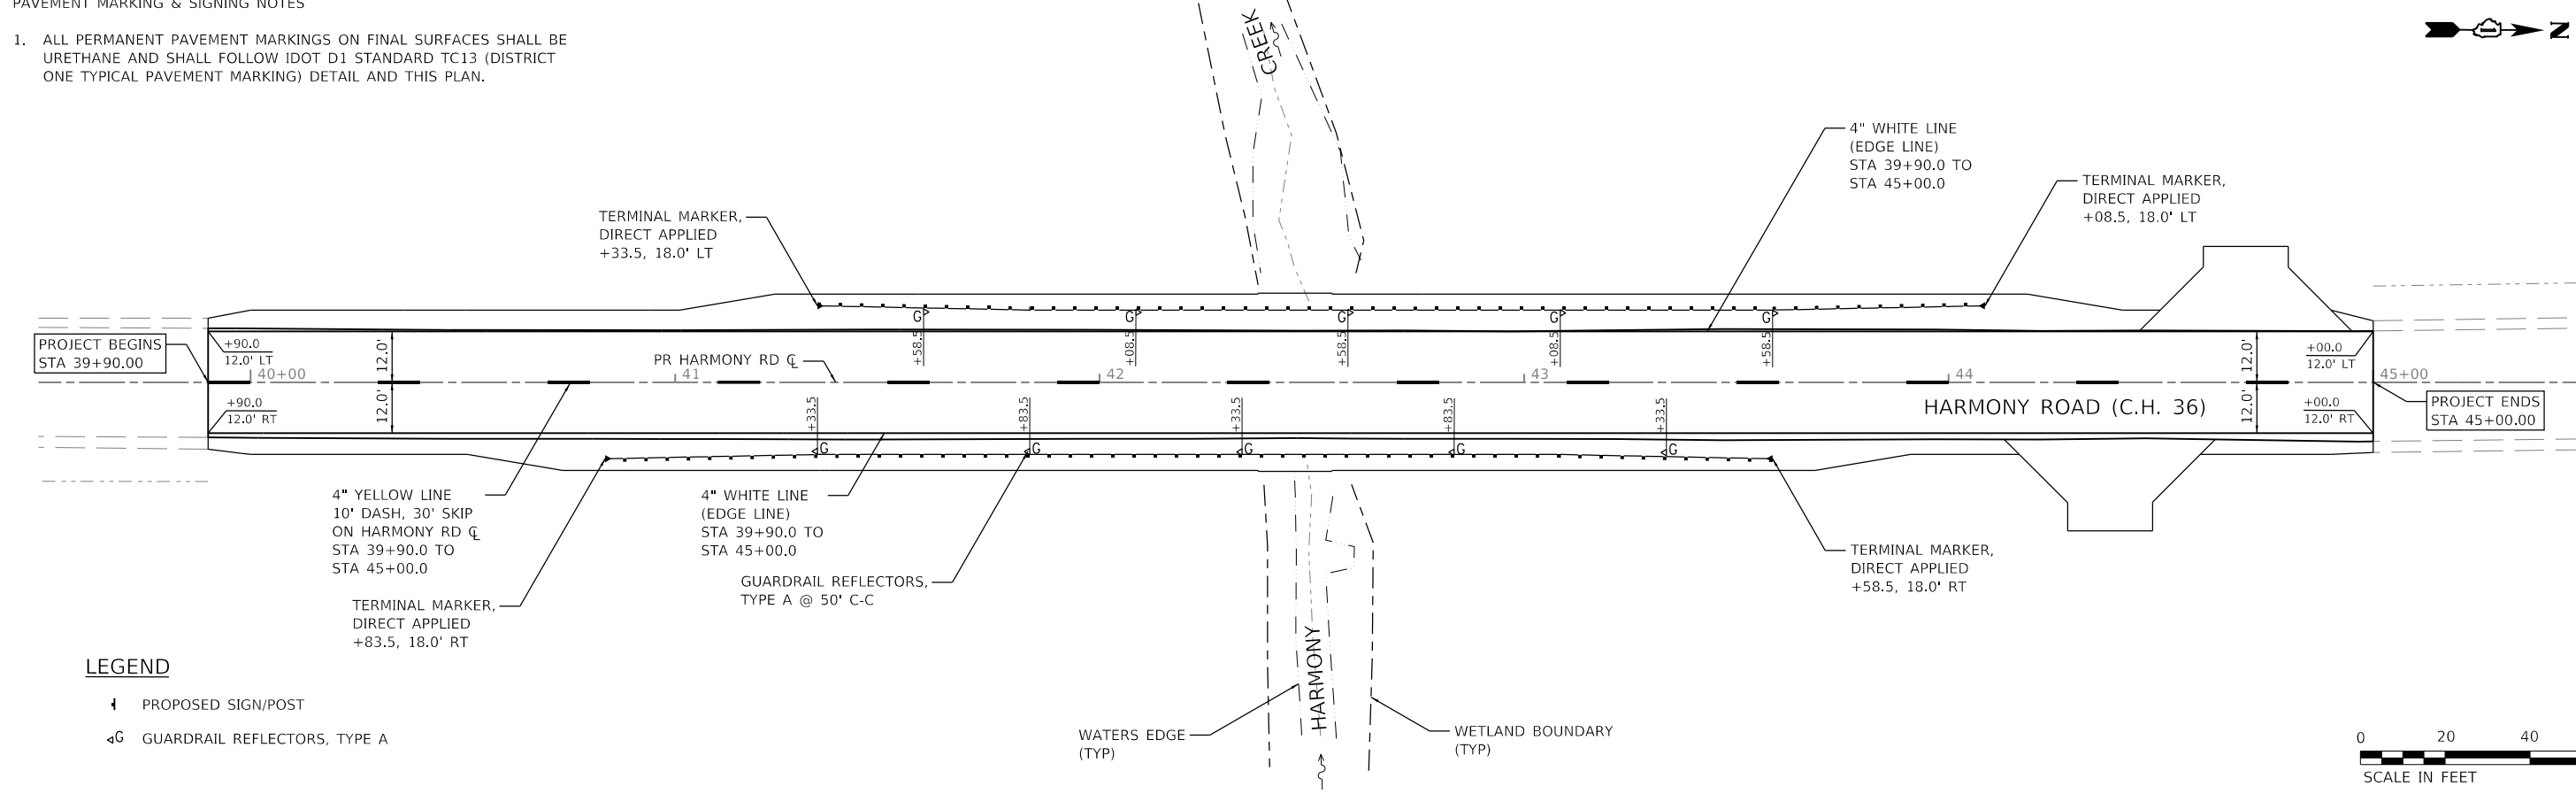 PAVEMENT MARKING & SIGNING NOTES
1. ALL PERMANENT PAVEMENT MARKINGS ON FINAL SURFACES SHALL BE
URETHANE AND SHALL FOLLOW IDOT D1 STANDARD TC13 (DISTRICT
ONE TYPICAL PAVEMENT MARKING) DETAIL AND THIS PLAN.
CREEK
N
4" WHITE LINE
(EDGE LINE)
STA 39+90.0 TO
STA 45+00.0
TERMINAL MARKER,
DIRECT APPLIED
+08.5, 18.0' LT
TERMINAL MARKER,
DIRECT APPLIED
+33.5, 18.0' LT
G
G
G
G
G
+58.5
+08.5
+58.5
+08.5
+58.5
PROJECT BEGINS
STA 39+90.00
+90.0
12.0' LT
12.0'
PR HARMONY RD ℄
12.0'
+00.0
12.0' LT
40+00
41
42
43
44
45+00
+90.0
12.0' RT
12.0'
+33.5
+83.5
+33.5
+83.5
+33.5
HARMONY ROAD (C.H. 36)
12.0'
+00.0
12.0' RT
PROJECT ENDS
STA 45+00.00
G
G
G
G
G
4" YELLOW LINE
10' DASH, 30' SKIP
ON HARMONY RD ℄
STA 39+90.0 TO
STA 45+00.0
4" WHITE LINE
(EDGE LINE)
STA 39+90.0 TO
STA 45+00.0
GUARDRAIL REFLECTORS,
TYPE A @ 50' C-C
TERMINAL MARKER,
DIRECT APPLIED
+58.5, 18.0' RT
TERMINAL MARKER,
DIRECT APPLIED
+83.5, 18.0' RT
HARMONY
LEGEND
PROPOSED SIGN/POST
G GUARDRAIL REFLECTORS, TYPE A
WATERS EDGE
(TYP)
WETLAND BOUNDARY
(TYP)
0 20 40
SCALE IN FEET